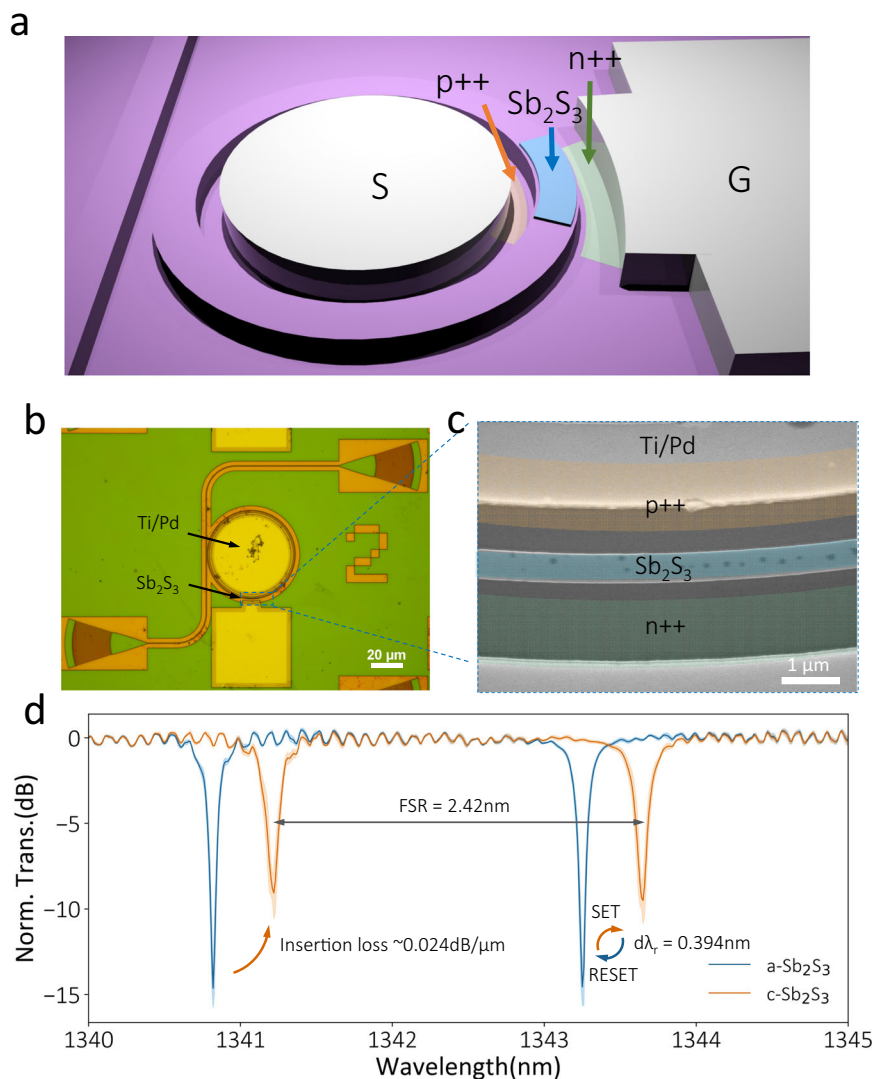 a
p++
n++
Sb₂S₃
S
G
b
Ti/Pd
Sb₂S₃
2
20 µm
c
Ti/Pd
p++
Sb₂S₃
n++
1 µm
d
Norm. Trans.(dB)
0
−5
−10
−15
FSR = 2.42nm
Insertion loss ~0.024dB/µm
SET
dλᵣ = 0.394nm
RESET
a-Sb₂S₃
c-Sb₂S₃
1340
1341
1342
1343
1344
1345
Wavelength(nm)